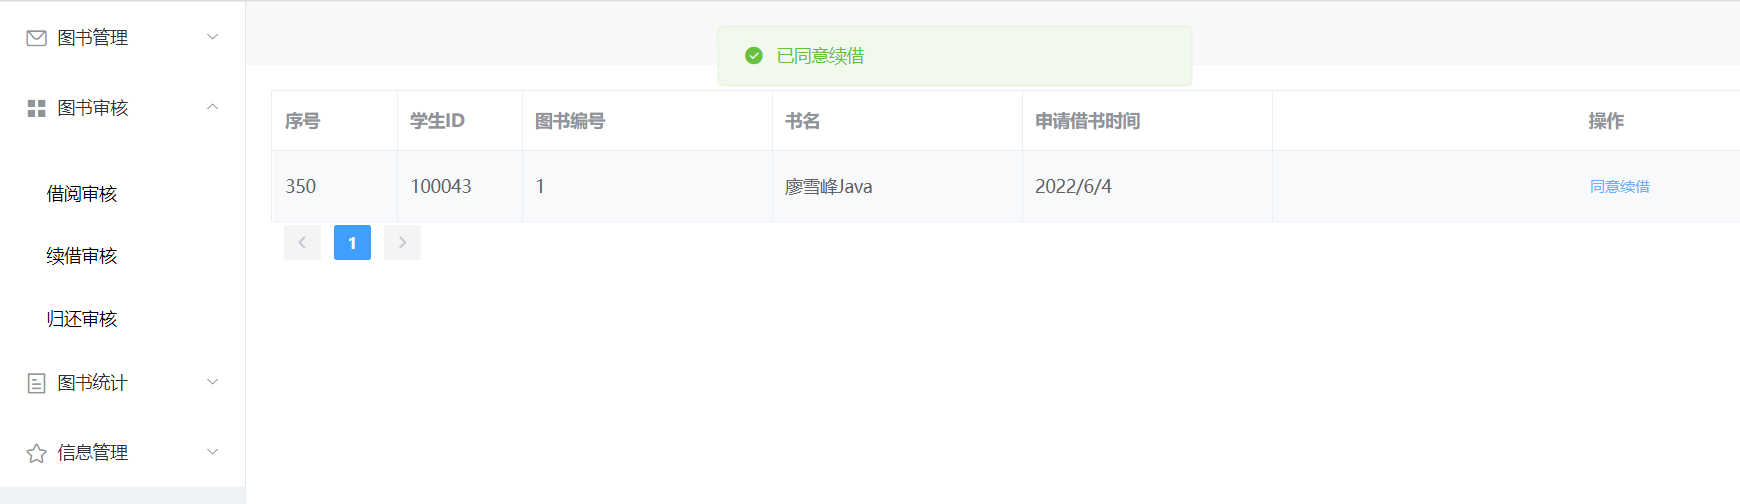 图书管理
图书审核
借阅审核
续借审核
归还审核
图书统计
信息管理
已同意续借
序号 学生ID 图书编号 书名 申请借书时间 操作
350 100043 1 廖雪峰Java 2022/6/4 同意续借
1